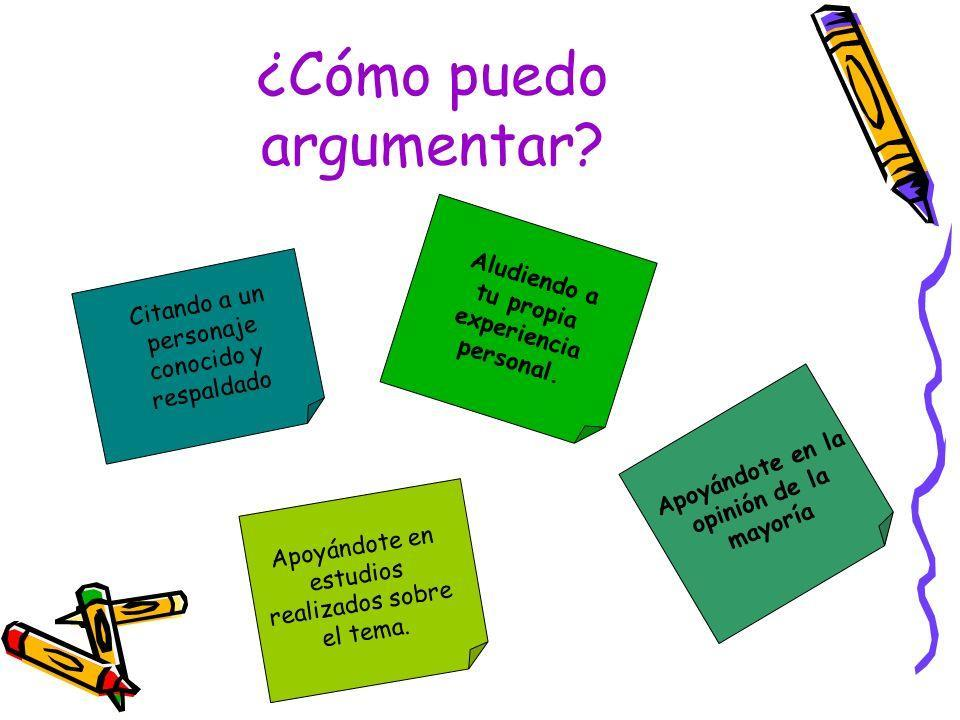 ¿Cómo puedo
argumentar?
Citando a un
personaje
conocido y
respaldado
Aludiendo a
tu propia
experiencia
personal.
Apoyándote en
estudios
realizados sobre
el tema.
Apoyándote en la
opinión de la
mayoría